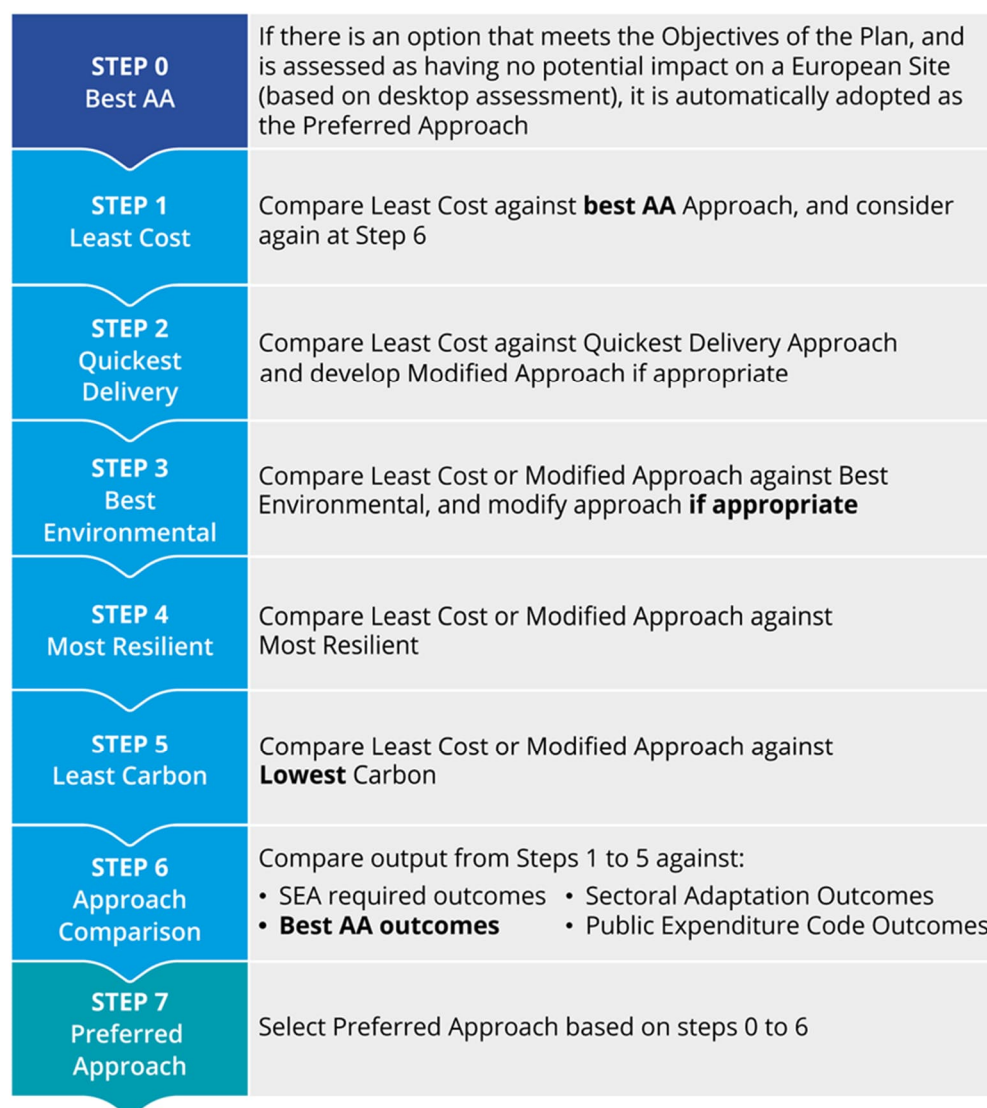 STEP 0
Best AA
If there is an option that meets the Objectives of the Plan, and
is assessed as having no potential impact on a European Site
(based on desktop assessment), it is automatically adopted as
the Preferred Approach
STEP 1
Least Cost
Compare Least Cost against best AA Approach, and consider
again at Step 6
STEP 2
Quickest
Delivery
Compare Least Cost against Quickest Delivery Approach
and develop Modified Approach if appropriate
STEP 3
Best
Environmental
Compare Least Cost or Modified Approach against Best
Environmental, and modify approach if appropriate
STEP 4
Most Resilient
Compare Least Cost or Modified Approach against
Most Resilient
STEP 5
Least Carbon
Compare Least Cost or Modified Approach against
Lowest Carbon
STEP 6
Approach
Comparison
Compare output from Steps 1 to 5 against:
• SEA required outcomes
• Best AA outcomes
• Sectoral Adaptation Outcomes
• Public Expenditure Code Outcomes
STEP 7
Preferred
Approach
Select Preferred Approach based on steps 0 to 6